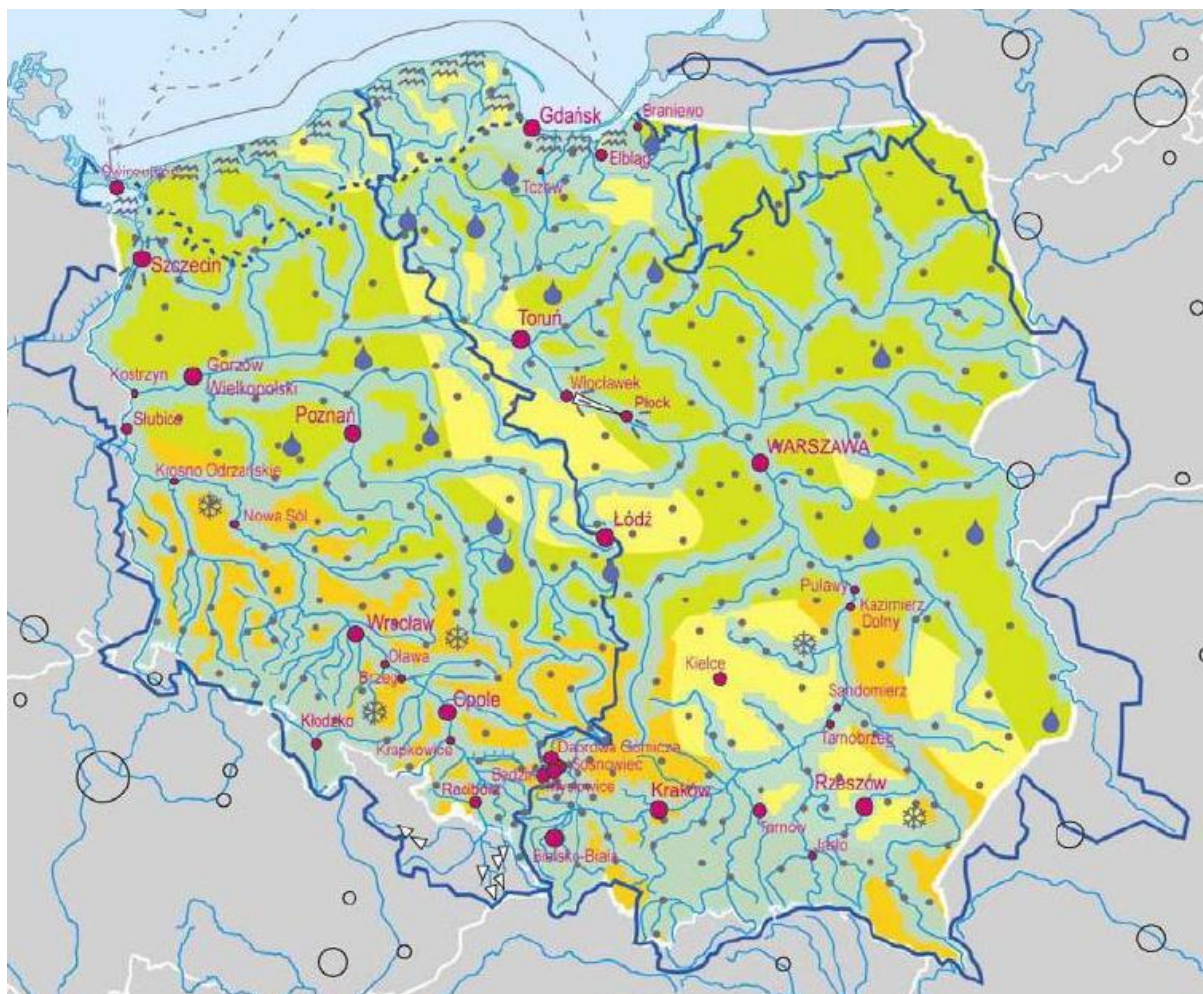 Gdańsk
Braniewo
Elbląg
Tczew
Szczecin
Toruń
Włocławek
Płock
Kostrzyn
Gorzów
Wielkopolski
Słubice
Poznań
WARSZAWA
Krosno Odrzańskie
Nowa Sól
Łódź
Puławy
Kazimierz
Dolny
Wrocław
Oława
Brzeg
Kielce
Sandomierz
Opole
Tarnobrzeg
Kłodzko
Krapkowice
Dąbrowa Górnicza
Sosnowiec
Będzin
Mysłowice
Racibórz
Kraków
Rzeszów
Tarnów
Jasło
Bielsko-Biała